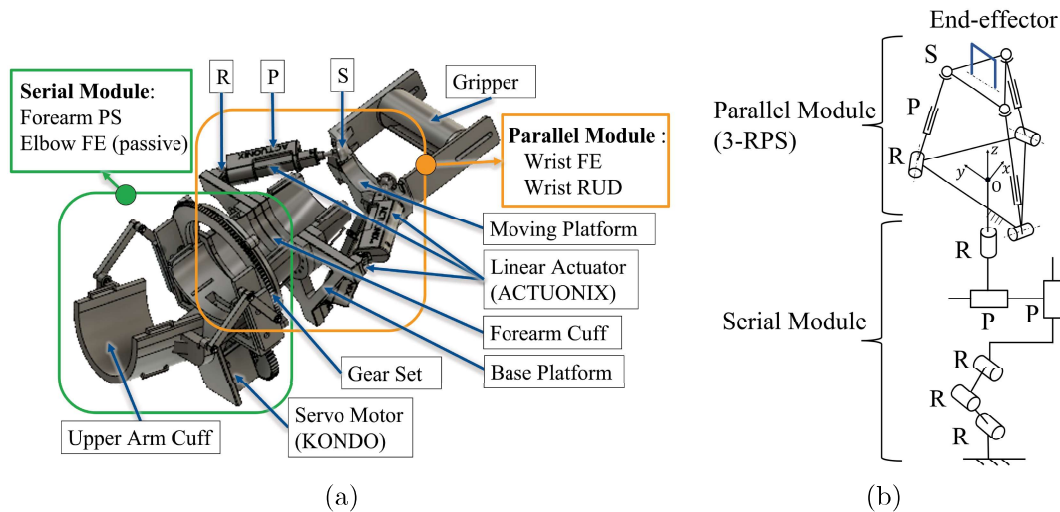 Serial Module:
Forearm PS
Elbow FE (passive)
R
P
S
Gripper
Parallel Module :
Wrist FE
Wrist RUD
ACTUONIX
ACTUONIX
Moving Platform
Linear Actuator
(ACTUONIX)
Forearm Cuff
Base Platform
Gear Set
Servo Motor
(KONDO)
Upper Arm Cuff
(a)
End-effector
S
Parallel Module
(3-RPS)
P
R
z
y
x
O
R
P
P
Serial Module
R
R
R
(b)